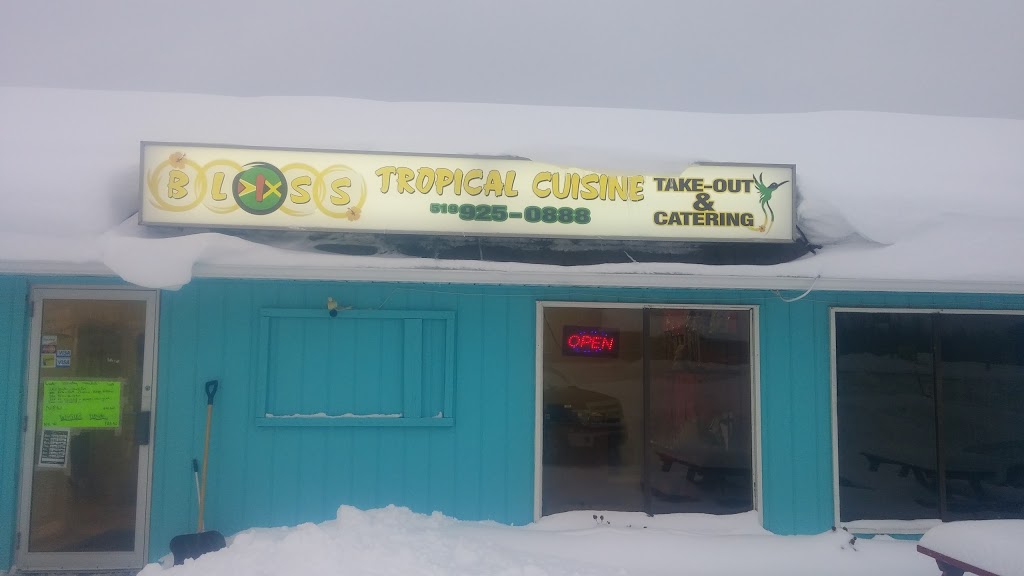 BLISS
TROPICAL CUISINE
519 925-0888
TAKE-OUT
&
CATERING
OPEN